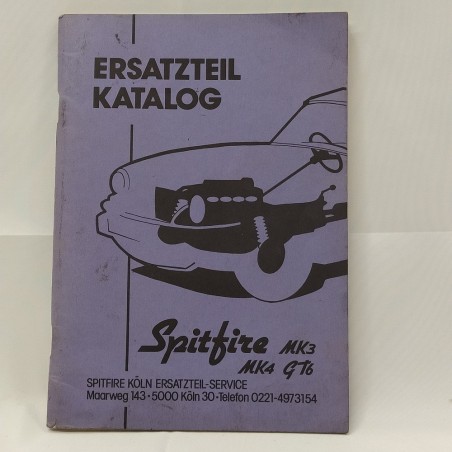 ERSATZTEIL
KATALOG
Spitfire MK3
MK4 GT6
SPITFIRE KÖLN ERSATZTEIL-SERVICE
Maarweg 143 · 5000 Köln 30 · Telefon 0221-4973154